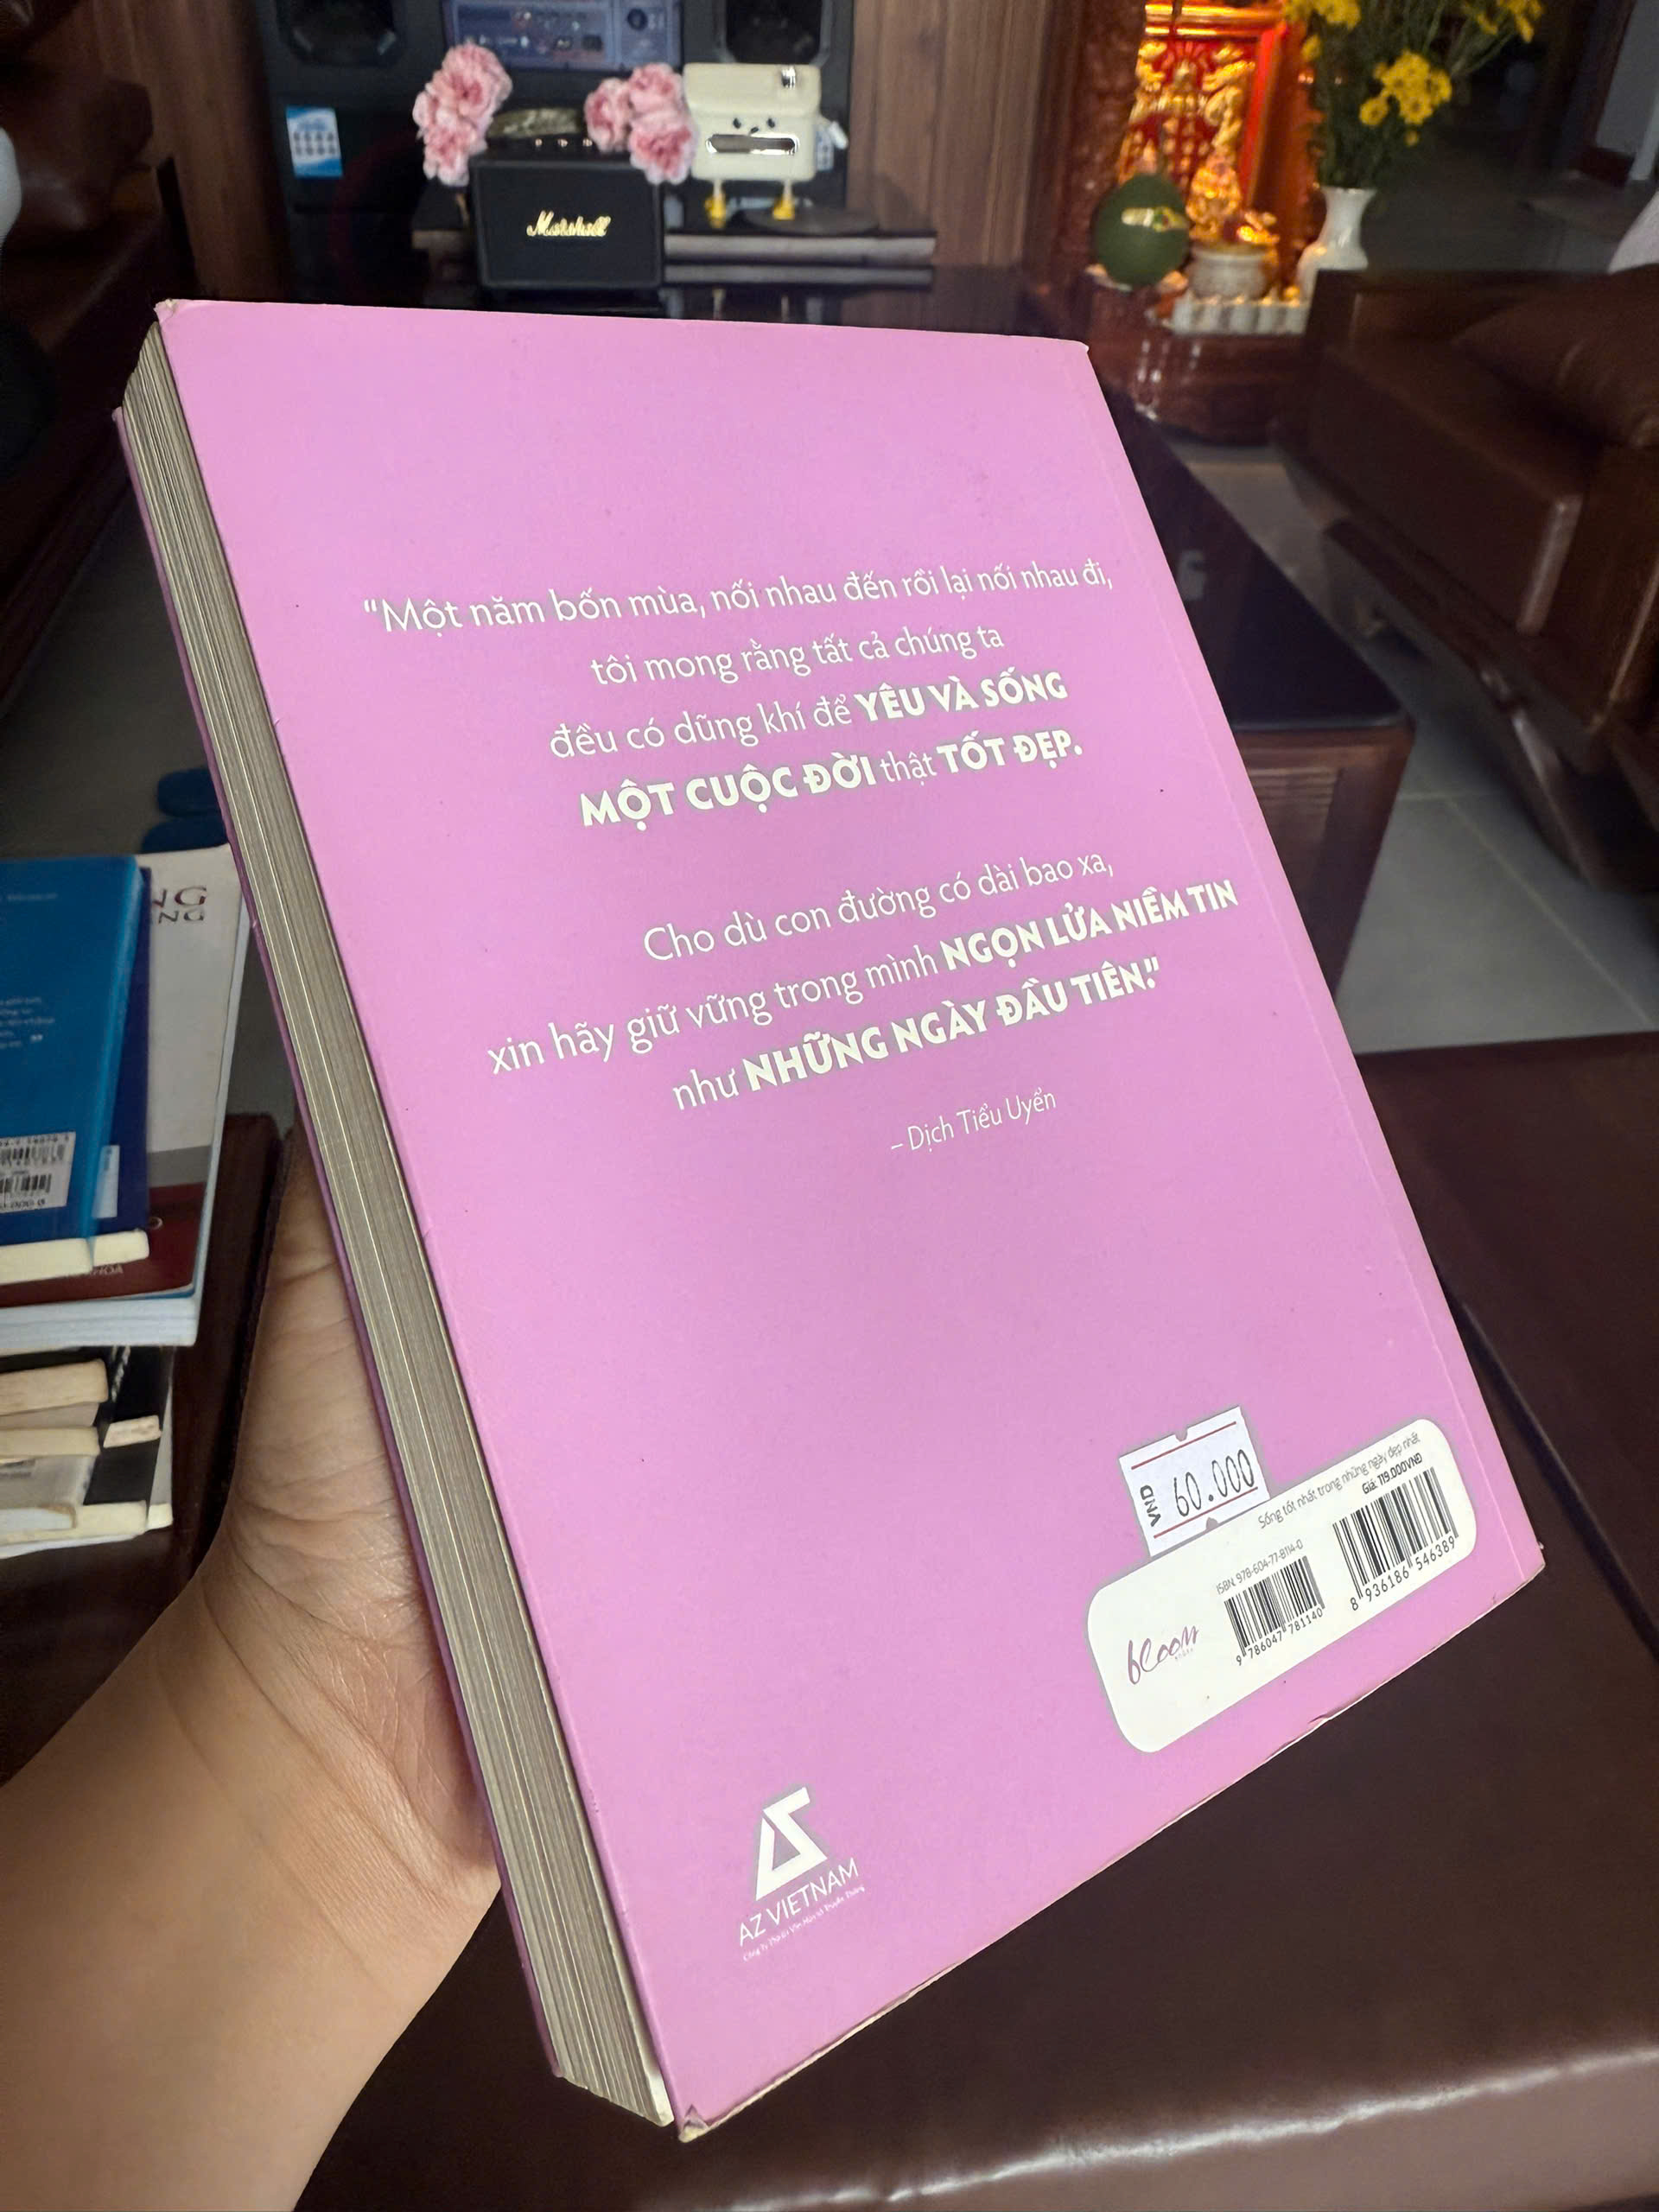 Marshall
“Một năm bốn mùa, nối nhau đến rồi lại nối nhau đi,
tôi mong rằng tất cả chúng ta
đều có dũng khí để YÊU VÀ SỐNG
MỘT CUỘC ĐỜI thật TỐT ĐẸP.
Cho dù con đường có dài bao xa,
xin hãy giữ vững trong mình NGỌN LỬA NIỀM TIN
như NHỮNG NGÀY ĐẦU TIÊN.”
– Dịch Tiểu Uyển
VND 60.000
Sống tốt nhất trong những ngày đẹp nhất
Giá: 119.000VNĐ
ISBN: 978-604-77-8114-0
9 786047 781140
8 936186 546389
bloom
AZ VIETNAM